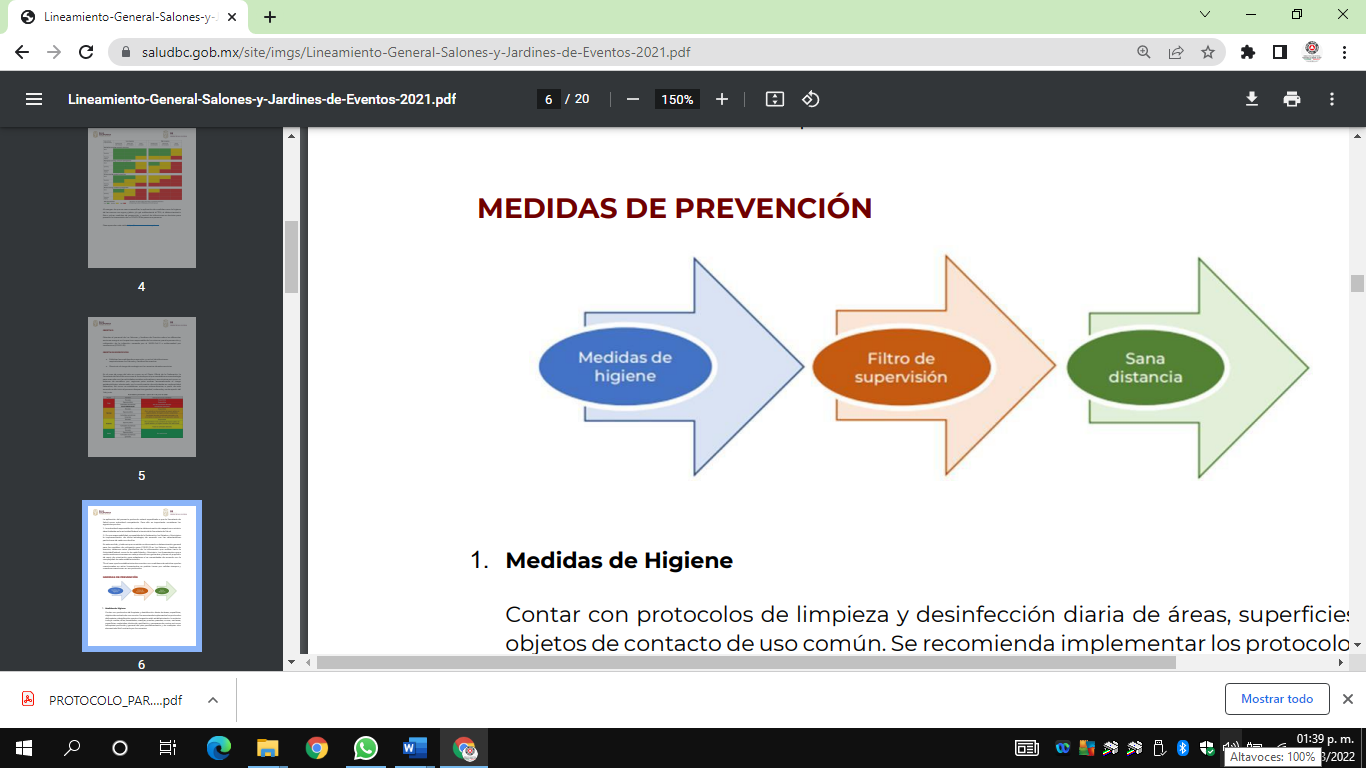 Lineamiento-General-Salones-y-J
saludbc.gob.mx/site/imgs/Lineamiento-General-Salones-y-Jardines-de-Eventos-2021.pdf
Lineamiento-General-Salones-y-Jardines-de-Eventos-2021.pdf
6 / 20
150%
4
5
6
MEDIDAS DE PREVENCIÓN
Medidas de
higiene
Filtro de
supervisión
Sana
distancia
1. Medidas de Higiene
Contar con protocolos de limpieza y desinfección diaria de áreas, superficies
objetos de contacto de uso común. Se recomienda implementar los protocolo
PROTOCOLO_PAR....pdf
Mostrar todo
01:39 p. m.
3/2022
Altavoces: 100%